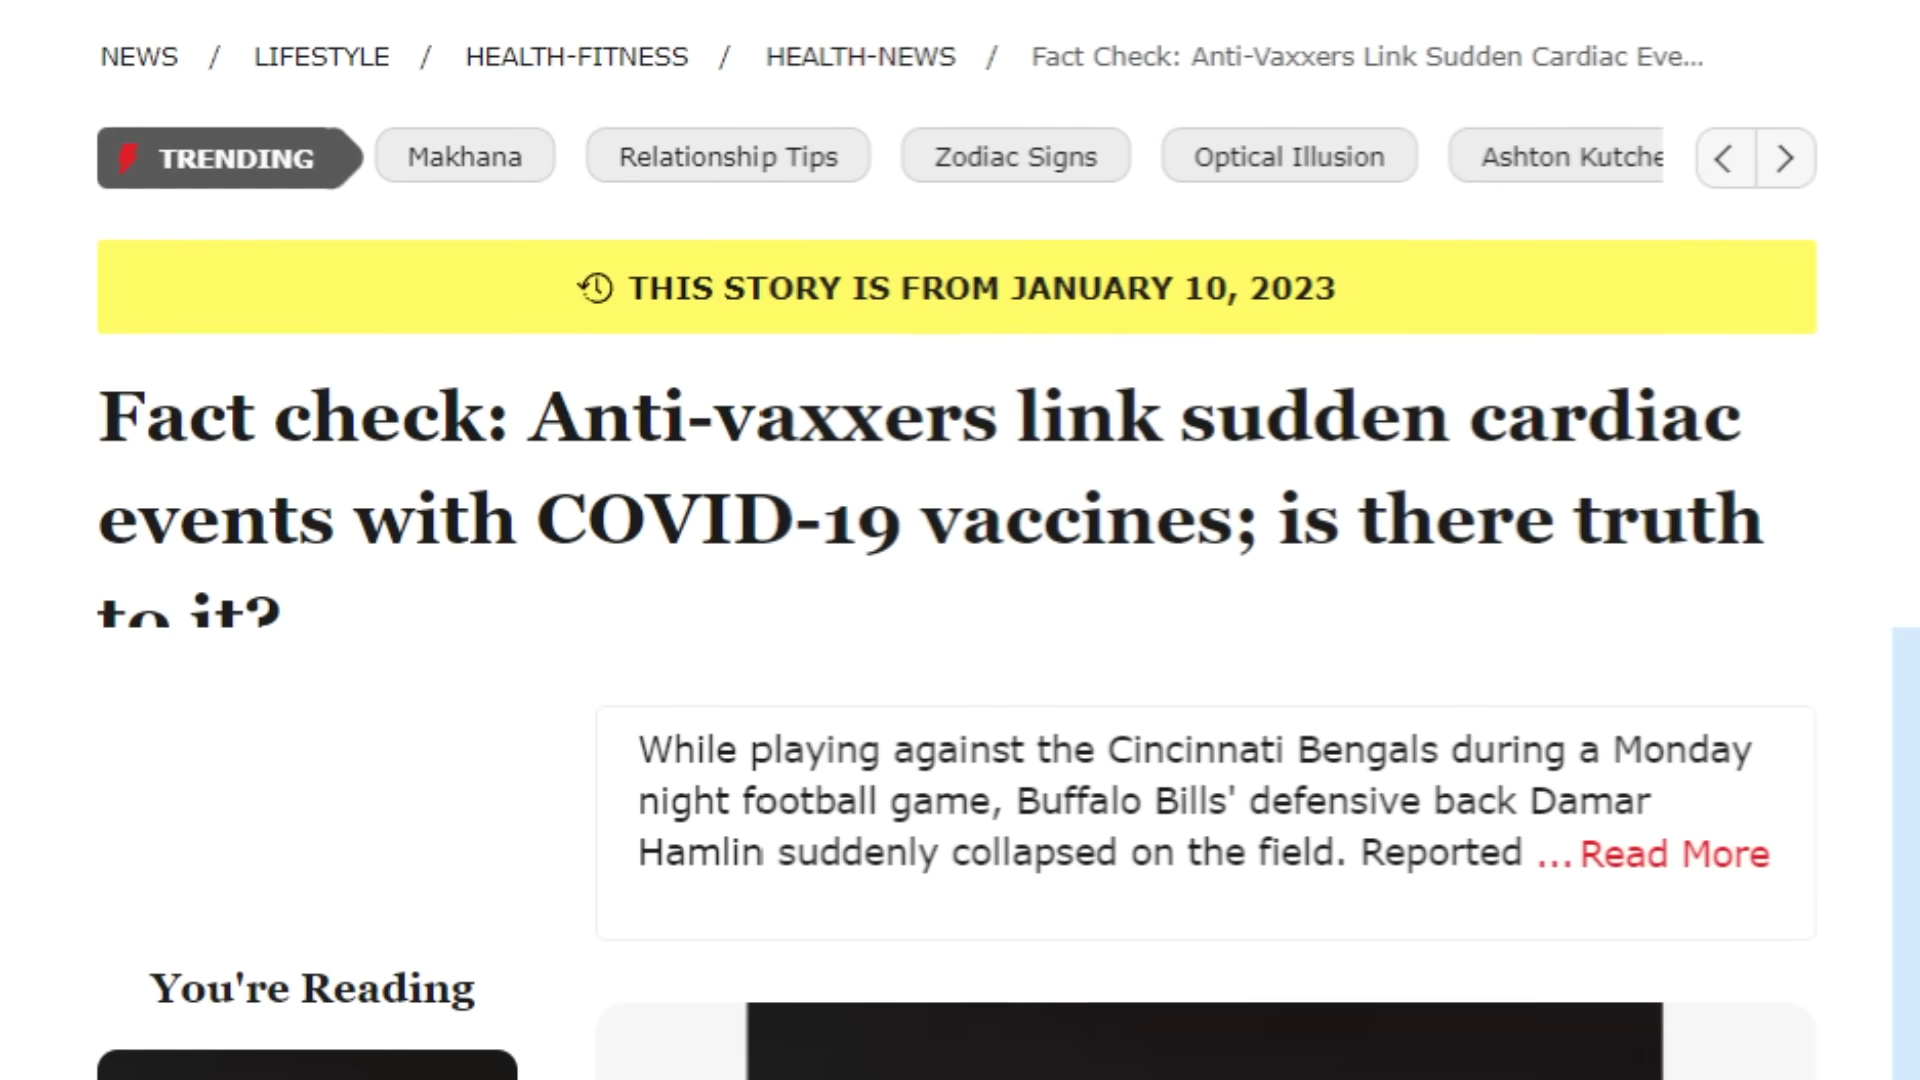 NEWS / LIFESTYLE / HEALTH-FITNESS / HEALTH-NEWS / Fact Check: Anti-Vaxxers Link Sudden Cardiac Eve...
TRENDING Makhana Relationship Tips Zodiac Signs Optical Illusion Ashton Kutche
THIS STORY IS FROM JANUARY 10, 2023
Fact check: Anti-vaxxers link sudden cardiac
events with COVID-19 vaccines; is there truth
to it?
While playing against the Cincinnati Bengals during a Monday
night football game, Buffalo Bills' defensive back Damar
Hamlin suddenly collapsed on the field. Reported ... Read More
You're Reading